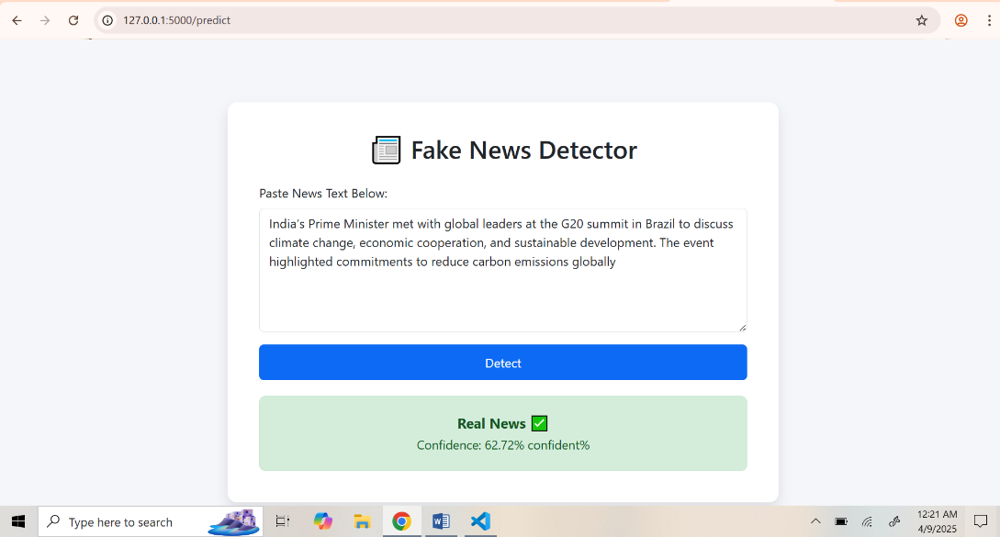 127.0.0.1:5000/predict
📰 Fake News Detector
Paste News Text Below:
India's Prime Minister met with global leaders at the G20 summit in Brazil to discuss
climate change, economic cooperation, and sustainable development. The event
highlighted commitments to reduce carbon emissions globally
Detect
Real News ✅
Confidence: 62.72% confident%
Type here to search
12:21 AM
4/9/2025